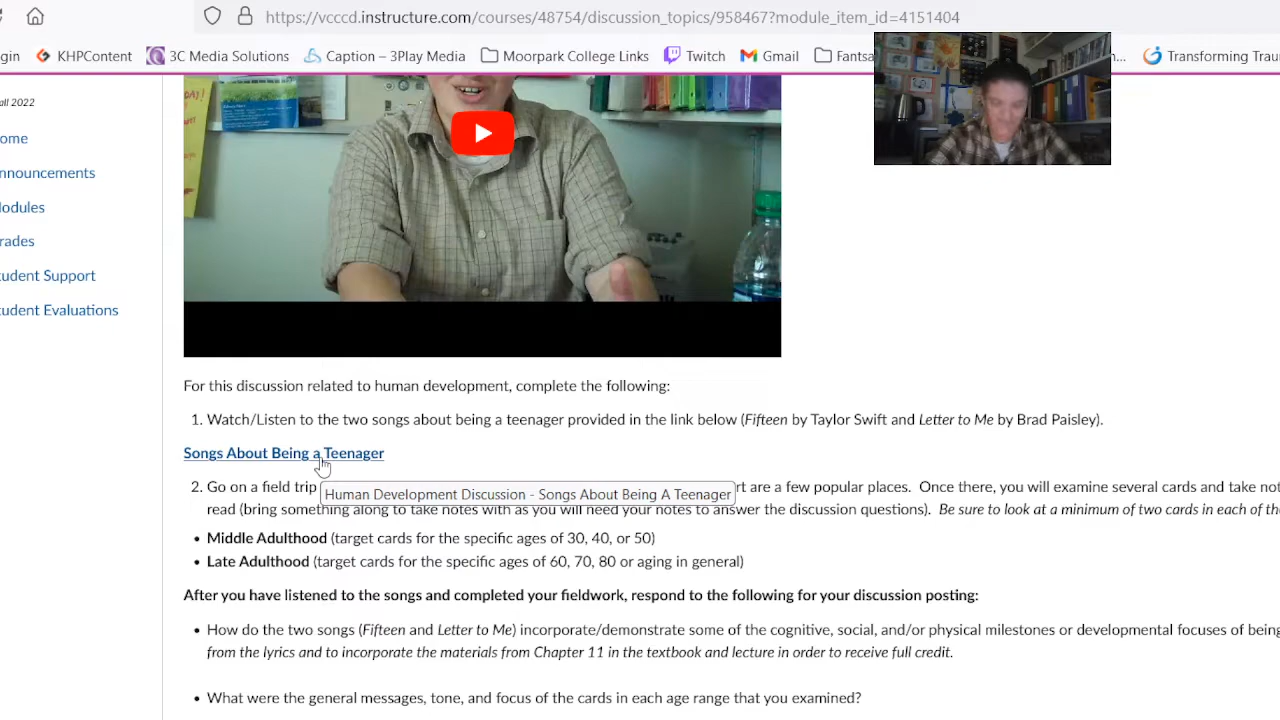 https://vcccd.instructure.com/courses/48754/discussion_topics/958467?module_item_id=4151404
gin KHPContent 3C Media Solutions Caption – 3Play Media Moorpark College Links Twitch Gmail Fantas n... Transforming Trau
all 2022
ome
nnouncements
odules
rades
tudent Support
tudent Evaluations
For this discussion related to human development, complete the following:
1. Watch/Listen to the two songs about being a teenager provided in the link below (Fifteen by Taylor Swift and Letter to Me by Brad Paisley).
Songs About Being a Teenager
2. Go on a field trip rt are a few popular places. Once there, you will examine several cards and take not
Human Development Discussion - Songs About Being A Teenager
read (bring something along to take notes with as you will need your notes to answer the discussion questions). Be sure to look at a minimum of two cards in each of the
• Middle Adulthood (target cards for the specific ages of 30, 40, or 50)
• Late Adulthood (target cards for the specific ages of 60, 70, 80 or aging in general)
After you have listened to the songs and completed your fieldwork, respond to the following for your discussion posting:
• How do the two songs (Fifteen and Letter to Me) incorporate/demonstrate some of the cognitive, social, and/or physical milestones or developmental focuses of being
from the lyrics and to incorporate the materials from Chapter 11 in the textbook and lecture in order to receive full credit.
• What were the general messages, tone, and focus of the cards in each age range that you examined?